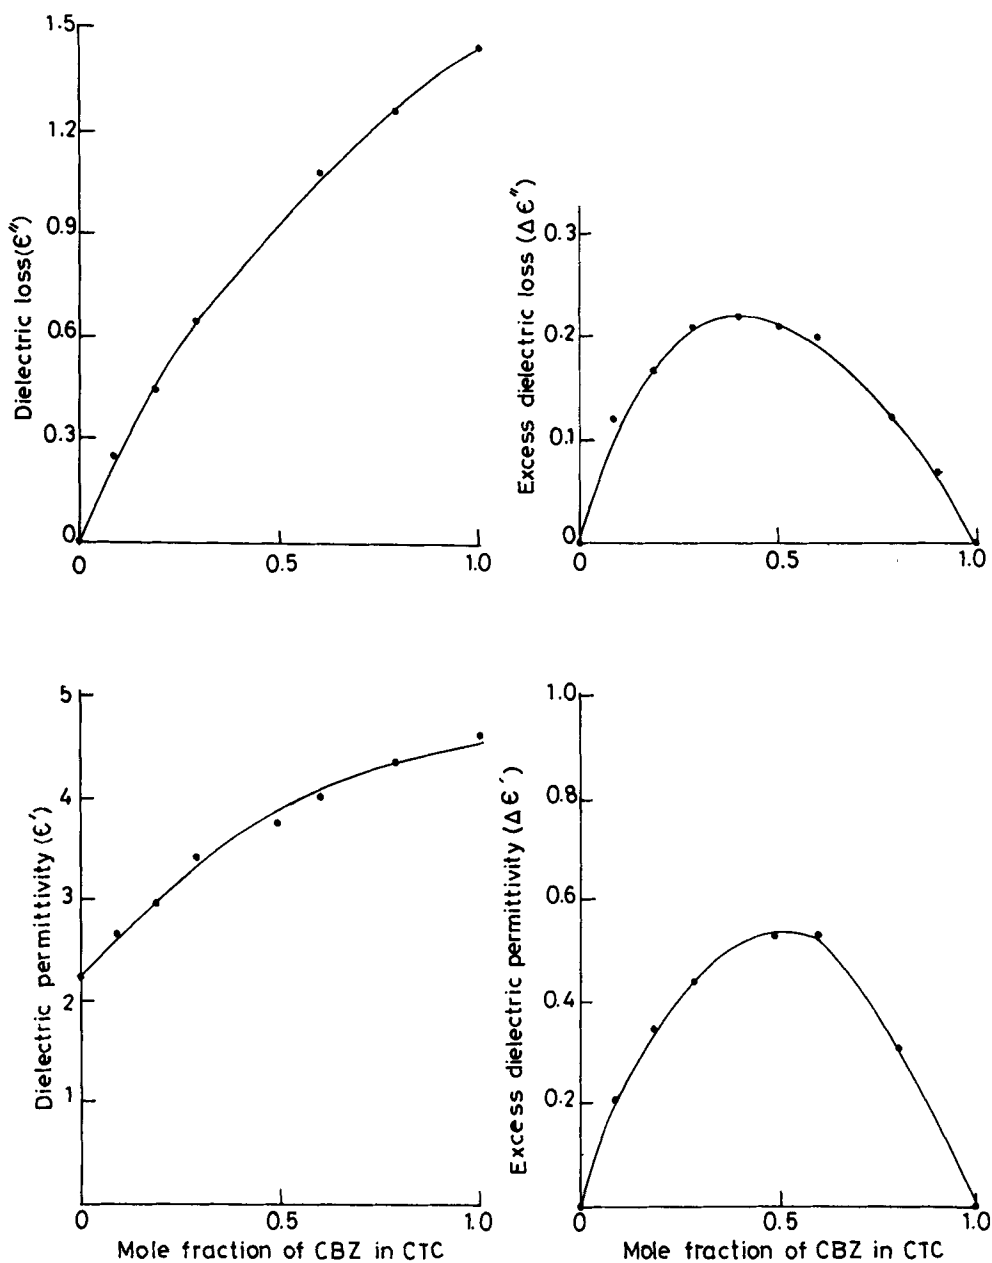 1.5
1.2
0.9
0.6
0.3
0
0 0.5 1.0
Dielectric loss(ϵ″)
0.3
0.2
0.1
0
0 0.5 1.0
Excess dielectric loss (Δϵ″)
5
4
3
2
1
0 0.5 1.0
Dielectric permittivity (ϵ′)
Mole fraction of CBZ in CTC
1.0
0.8
0.6
0.4
0.2
0 0.5 1.0
Excess dielectric permittivity (Δϵ′)
Mole fraction of CBZ in CTC